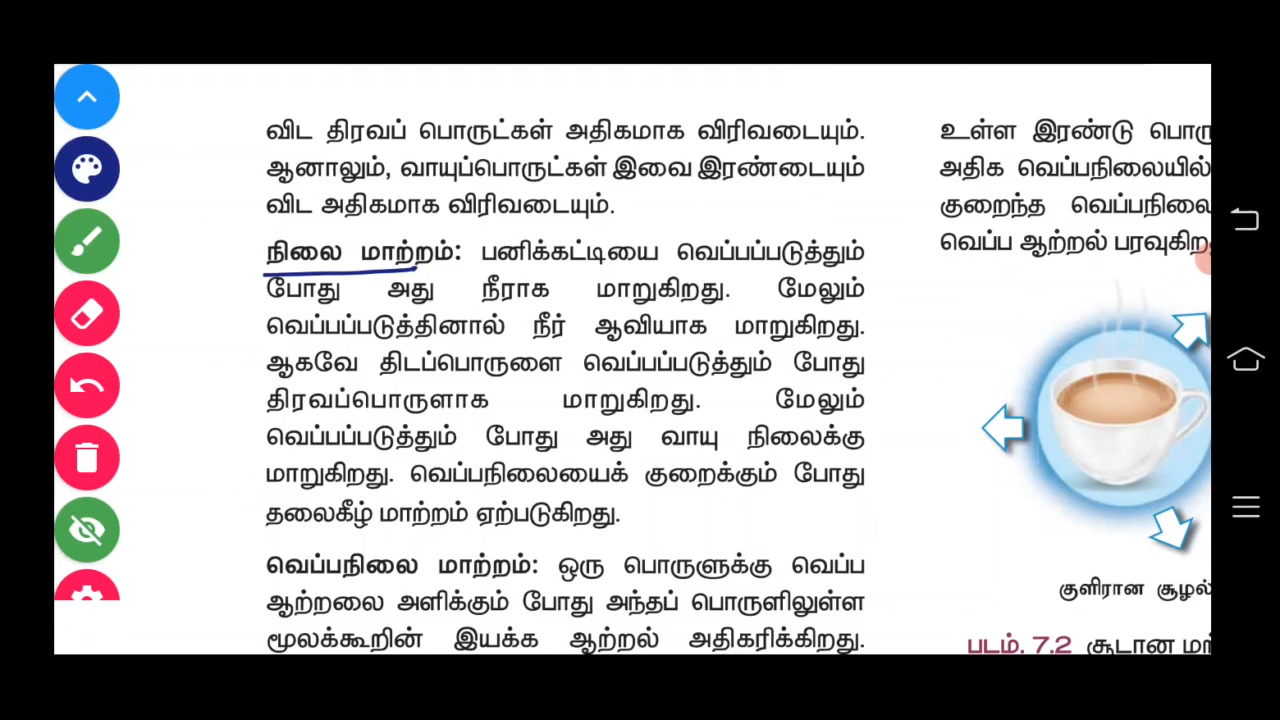 விட திரவப் பொருட்கள் அதிகமாக விரிவடையும்.
ஆனாலும், வாயுப்பொருட்கள் இவை இரண்டையும்
விட அதிகமாக விரிவடையும்.
நிலை மாற்றம்: பனிக்கட்டியை வெப்பப்படுத்தும்
போது அது நீராக மாறுகிறது. மேலும்
வெப்பப்படுத்தினால் நீர் ஆவியாக மாறுகிறது.
ஆகவே திடப்பொருளை வெப்பப்படுத்தும் போது
திரவப்பொருளாக மாறுகிறது. மேலும்
வெப்பப்படுத்தும் போது அது வாயு நிலைக்கு
மாறுகிறது. வெப்பநிலையைக் குறைக்கும் போது
தலைகீழ் மாற்றம் ஏற்படுகிறது.
வெப்பநிலை மாற்றம்: ஒரு பொருளுக்கு வெப்ப
ஆற்றலை அளிக்கும் போது அந்தப் பொருளிலுள்ள
மூலக்கூறின் இயக்க ஆற்றல் அதிகரிக்கிறது.
உள்ள இரண்டு
அதிக வெப்பநிலையில்
குறைந்த
வெப்ப ஆற்றல்
குளிரான சூழல்
படம். 7.2 சூடான